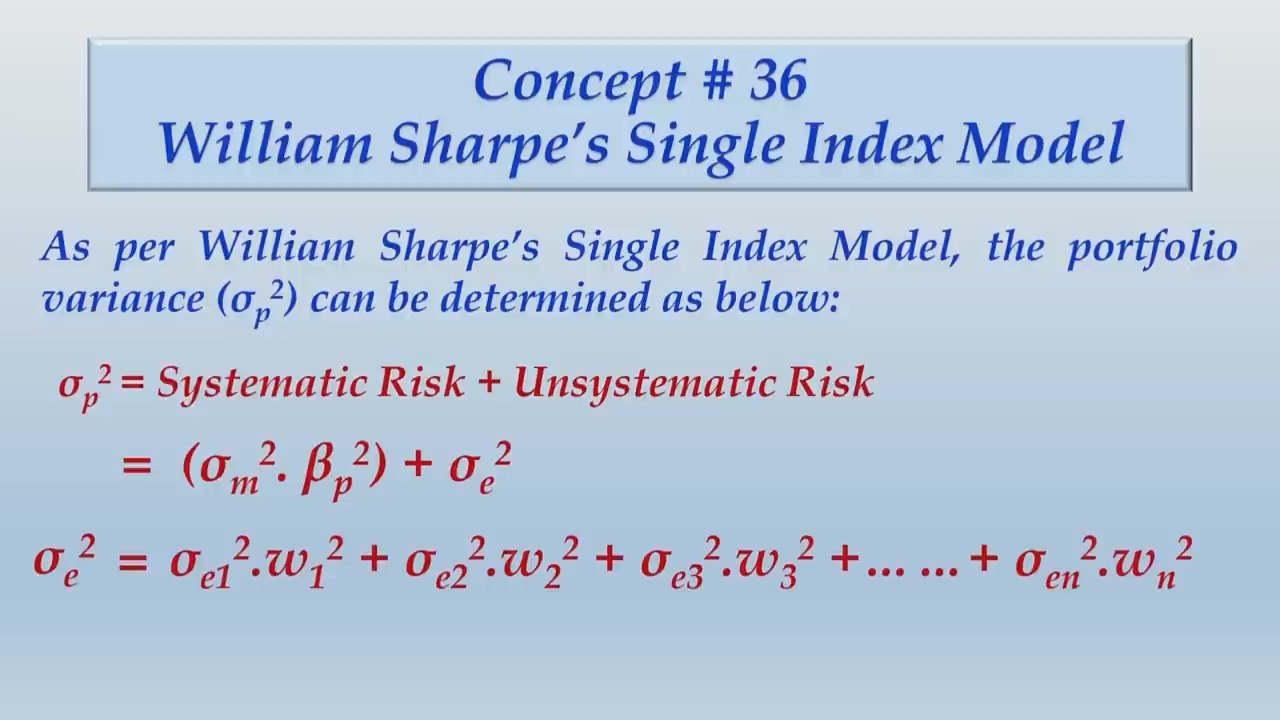 Concept # 36
William Sharpe’s Single Index Model
As per William Sharpe’s Single Index Model, the portfolio
variance (σₚ²) can be determined as below:
σₚ² = Systematic Risk + Unsystematic Risk
= (σₘ². βₚ²) + σₑ²
σₑ² = σₑ₁².w₁² + σₑ₂².w₂² + σₑ₃².w₃² +... ... + σₑₙ².wₙ²